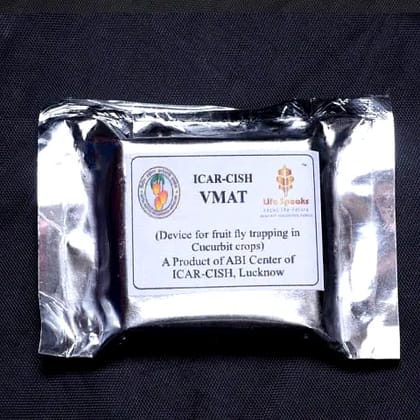 ICAR-CISH
VMAT
Life Speaks
(Device for fruit fly trapping in
Cucurbit crops)
A Product of ABI Center of
ICAR-CISH, Lucknow